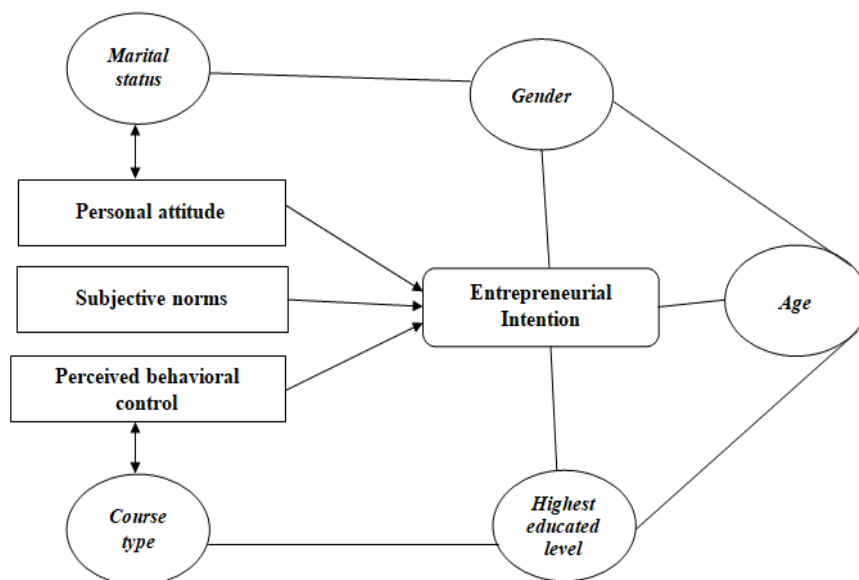 Marital
status
Gender
Personal attitude
Subjective norms
Entrepreneurial
Intention
Age
Perceived behavioral
control
Course
type
Highest
educated
level